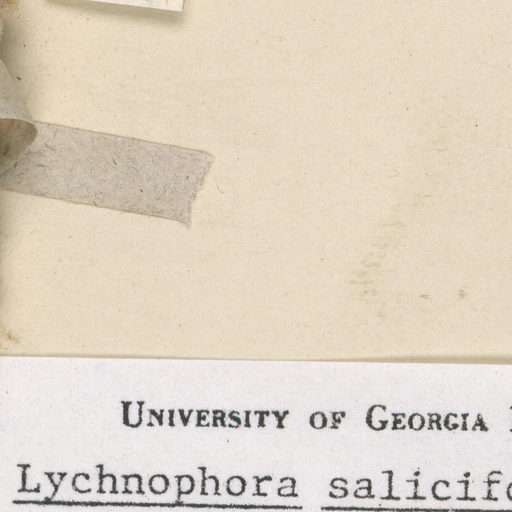 UNIVERSITY OF GEORGIA
Lychnophora salicifo